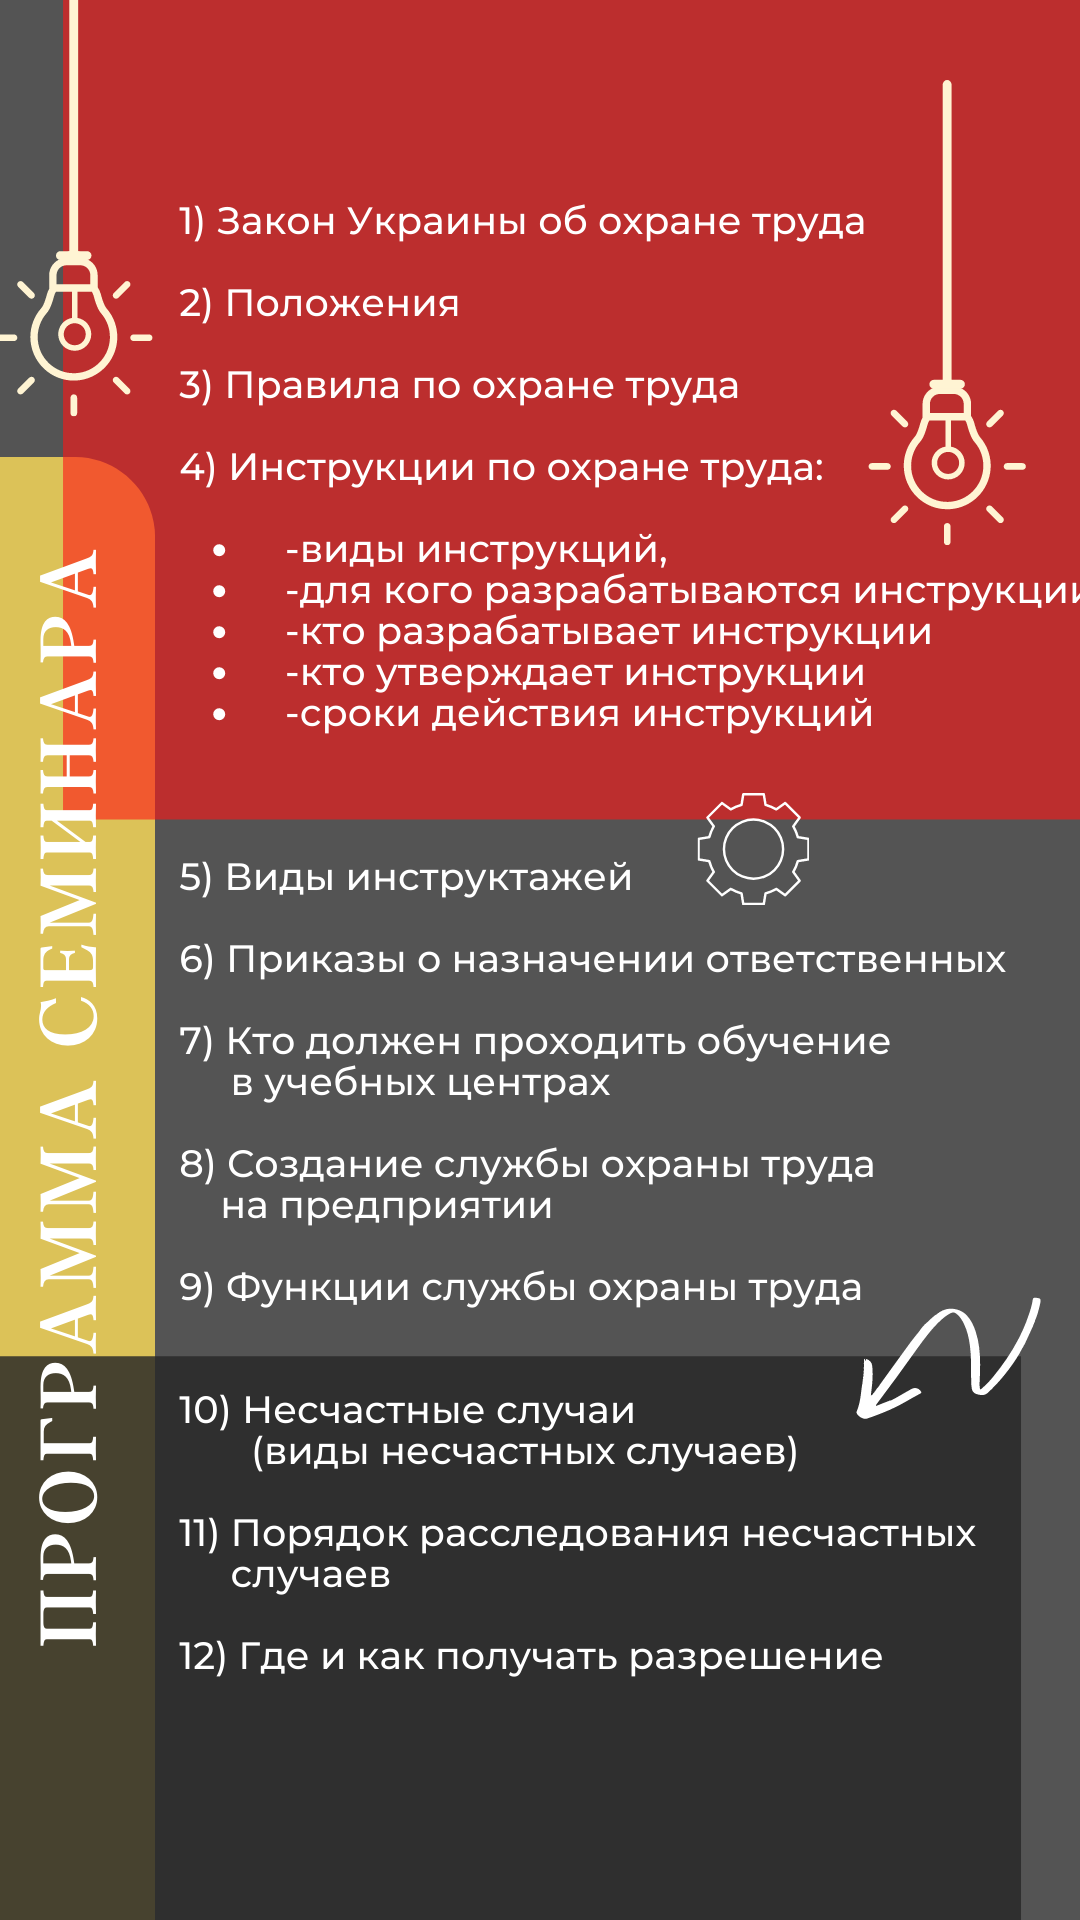 ПРОГРАММА СЕМИНАРА
1) Закон Украины об охране труда
2) Положения
3) Правила по охране труда
4) Инструкции по охране труда:
• -виды инструкций,
• -для кого разрабатываются инструкции
• -кто разрабатывает инструкции
• -кто утверждает инструкции
• -сроки действия инструкций
5) Виды инструктажей
6) Приказы о назначении ответственных
7) Кто должен проходить обучение
в учебных центрах
8) Создание службы охраны труда
на предприятии
9) Функции службы охраны труда
10) Несчастные случаи
(виды несчастных случаев)
11) Порядок расследования несчастных
случаев
12) Где и как получать разрешение